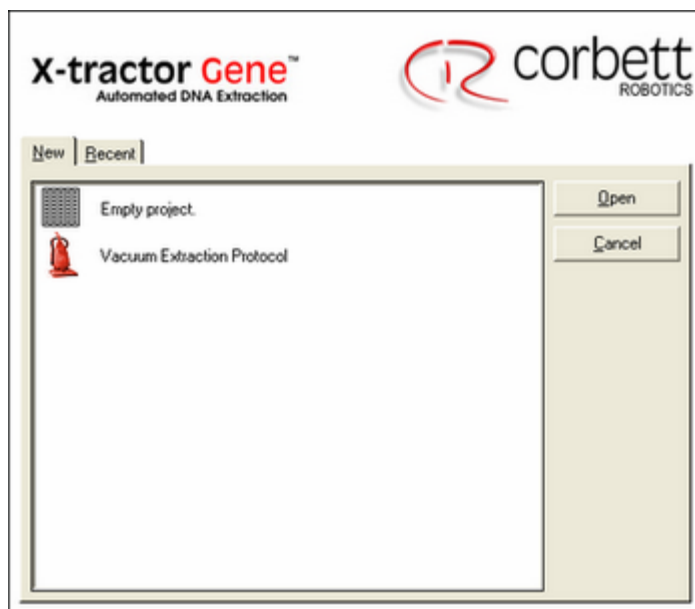 X-tractor Gene™
Automated DNA Extraction
corbett
ROBOTICS
New Recent
Empty project.
Vacuum Extraction Protocol
Open
Cancel